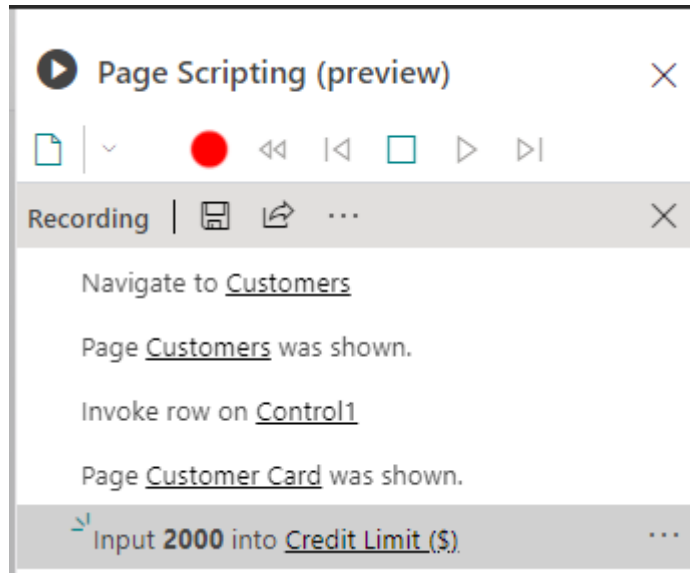 Page Scripting (preview)
Recording
Navigate to Customers
Page Customers was shown.
Invoke row on Control1
Page Customer Card was shown.
Input 2000 into Credit Limit ($)